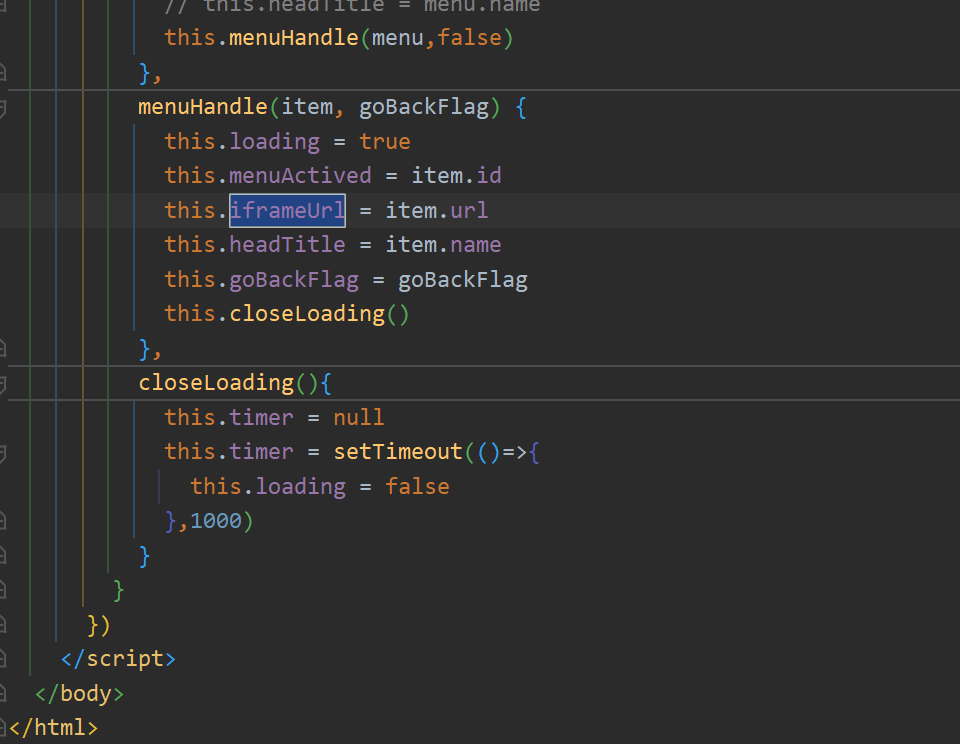 // this.headTitle = menu.name
this.menuHandle(menu,false)
},
menuHandle(item, goBackFlag) {
this.loading = true
this.menuActived = item.id
this.iframeUrl = item.url
this.headTitle = item.name
this.goBackFlag = goBackFlag
this.closeLoading()
},
closeLoading(){
this.timer = null
this.timer = setTimeout(()=>{
this.loading = false
},1000)
}
}
})
</script>
</body>
</html>